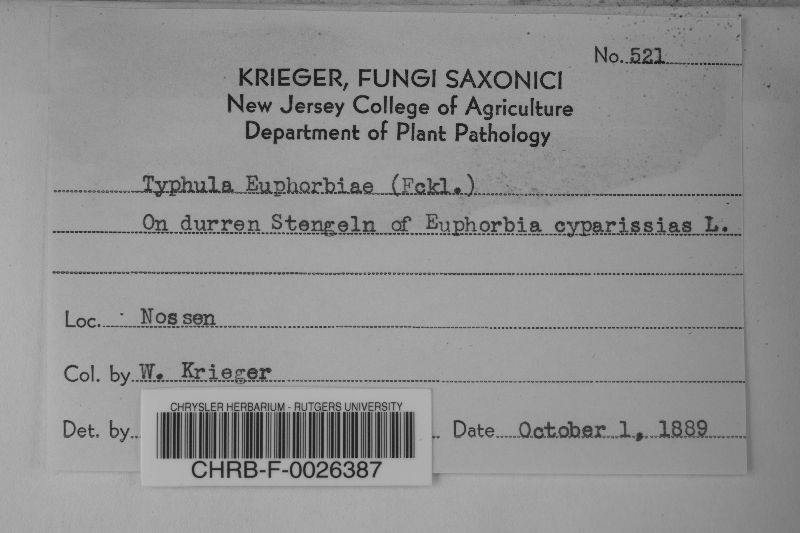 No. 521
KRIEGER, FUNGI SAXONICI
New Jersey College of Agriculture
Department of Plant Pathology
Typhula Euphorbiae (Fckl.)
On durren Stengeln of Euphorbia cyparissias L.
Loc. Nossen
Col. by W. Krieger
Det. by Date October 1, 1889
CHRYSLER HERBARIUM - RUTGERS UNIVERSITY
CHRB-F-0026387